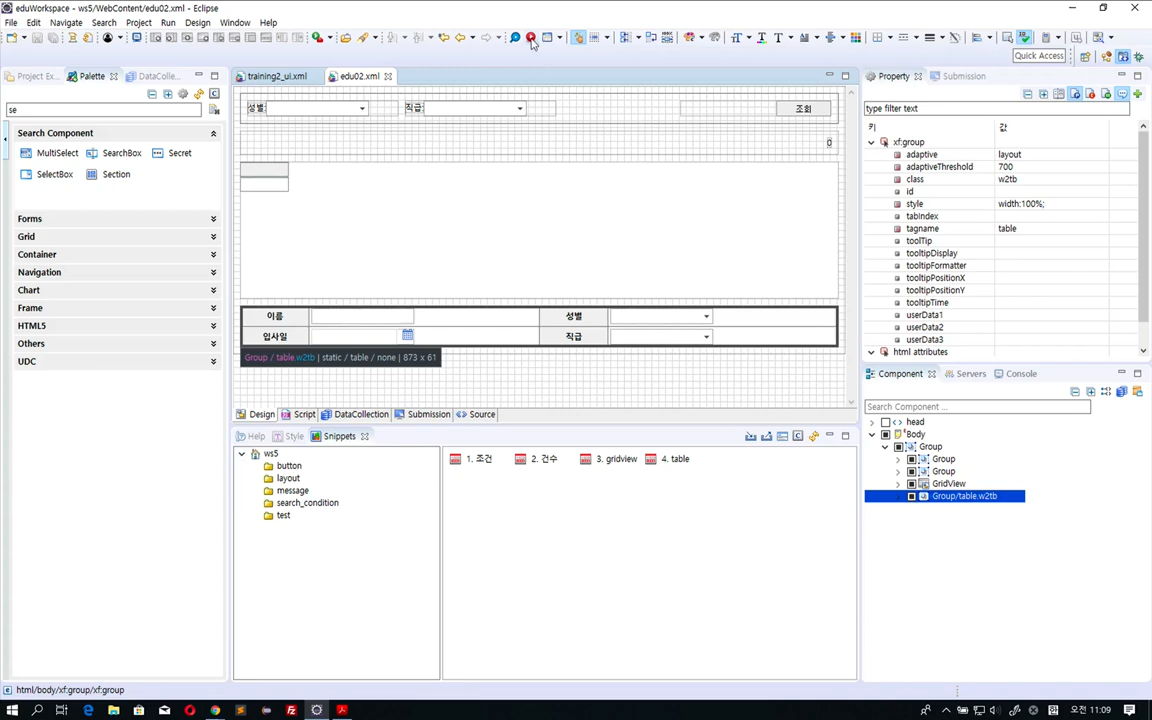 eduWorkspace - ws5/WebContent/edu02.xml - Eclipse
File Edit Navigate Search Project Run Design Window Help
Quick Access
Project Ex... Palette DataColle...
se
Search Component
MultiSelect SearchBox Secret
SelectBox Section
Forms
Grid
Container
Navigation
Chart
Frame
HTML5
Others
UDC
training2_ui.xml edu02.xml
성별: 직급: 조회
0
이름 성별
입사일 직급
Group / table.w2tb | static / table / none | 873 x 61
Design Script DataCollection Submission Source
Help Style Snippets
ws5
button
layout
message
search_condition
test
1. 조건 2. 건수 3. gridview 4. table
Property Submission
type filter text
키 값
xf:group
adaptive layout
adaptiveThreshold 700
class w2tb
id
style width:100%;
tabindex
tagname table
toolTip
tooltipDisplay
tooltipFormatter
tooltipPositionX
tooltipPositionY
tooltipTime
userData1
userData2
userData3
html attributes
Component Servers Console
Search Component ...
head
*Body
Group
Group
Group
GridView
Group/table.w2tb
html/body/xf:group/xf:group
오전 11:09